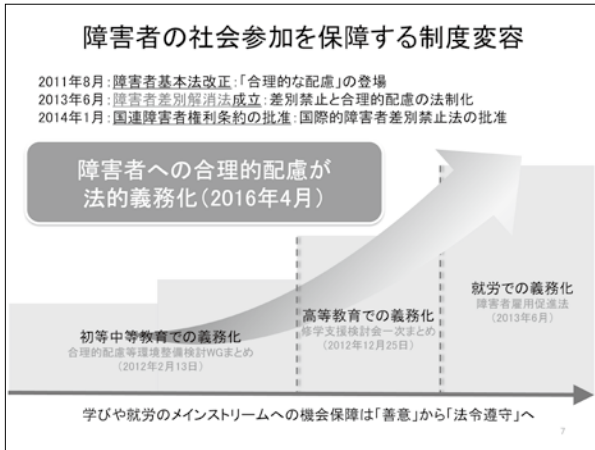 障害者の社会参加を保障する制度変容
2011年8月:障害者基本法改正:「合理的な配慮」の登場
2013年6月:障害者差別解消法成立:差別禁止と合理的配慮の法制化
2014年1月:国連障害者権利条約の批准:国際的障害者差別禁止法の批准
障害者への合理的配慮が
法的義務化(2016年4月)
初等中等教育での義務化
合理的配慮等環境整備検討WGまとめ
(2012年2月13日)
高等教育での義務化
修学支援検討会一次まとめ
(2012年12月25日)
就労での義務化
障害者雇用促進法
(2013年6月)
学びや就労のメインストリームへの機会保障は「善意」から「法令遵守」へ
7